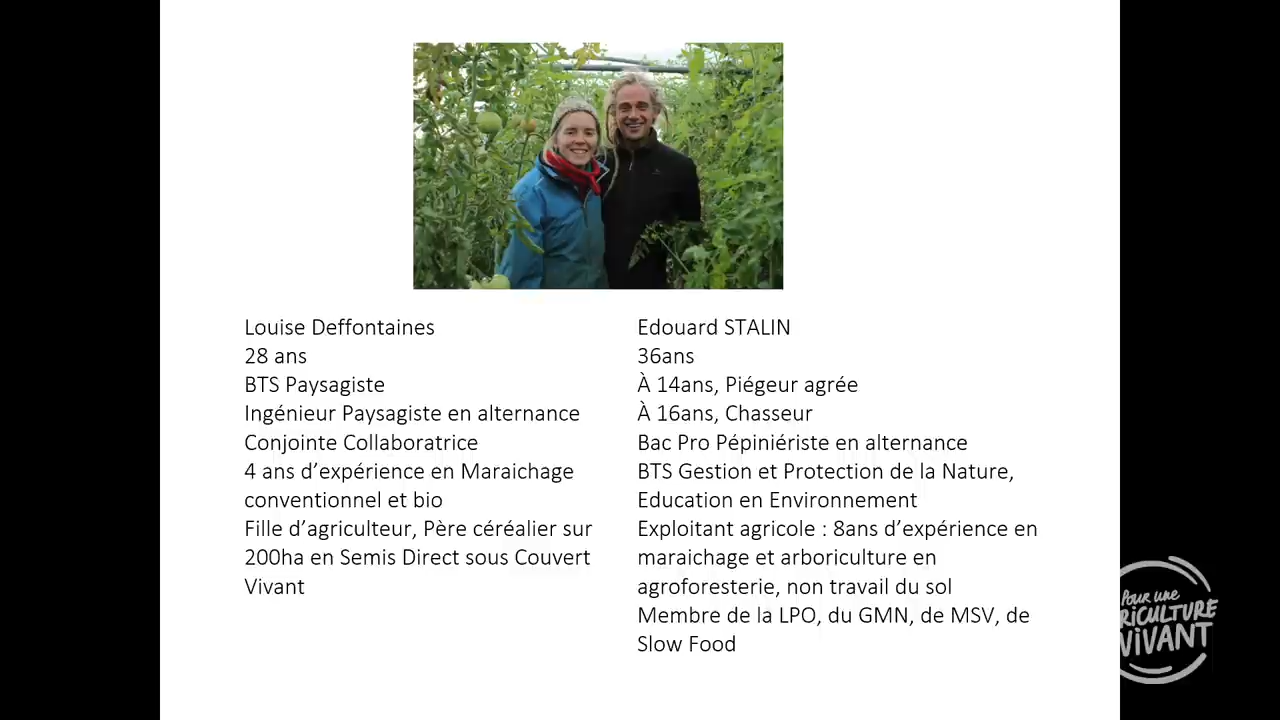 Louise Deffontaines
28 ans
BTS Paysagiste
Ingénieur Paysagiste en alternance
Conjointe Collaboratrice
4 ans d’expérience en Maraichage
conventionnel et bio
Fille d’agriculteur, Père céréalier sur
200ha en Semis Direct sous Couvert
Vivant
Edouard STALIN
36ans
À 14ans, Piégeur agrée
À 16ans, Chasseur
Bac Pro Pépiniériste en alternance
BTS Gestion et Protection de la Nature,
Education en Environnement
Exploitant agricole : 8ans d’expérience en
maraichage et arboriculture en
agroforesterie, non travail du sol
Membre de la LPO, du GMN, de MSV, de
Slow Food
POUR UNE
RICULTURE
VIVANT